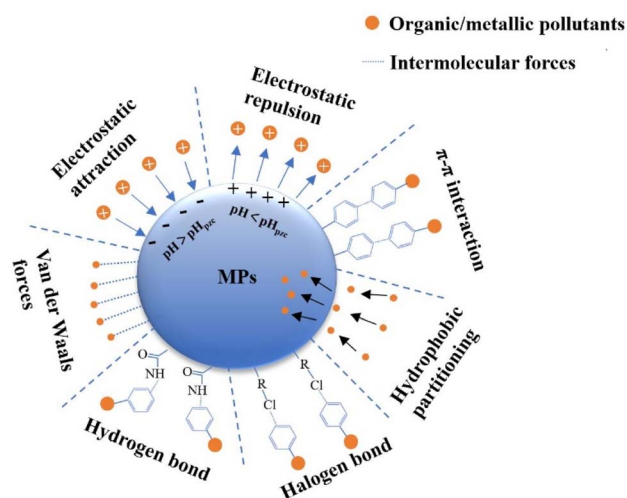 Organic/metallic pollutants
Intermolecular forces
Electrostatic
repulsion
Electrostatic
attraction
π-π interaction
+ + + +
+ + + +
+ + + +
- - - -
pH < pHpzc
pH > pHpzc
MPs
Van der Waals
forces
Hydrophobic
partitioning
O
NH
O
NH
R
Cl
R
Cl
Hydrogen bond
Halogen bond